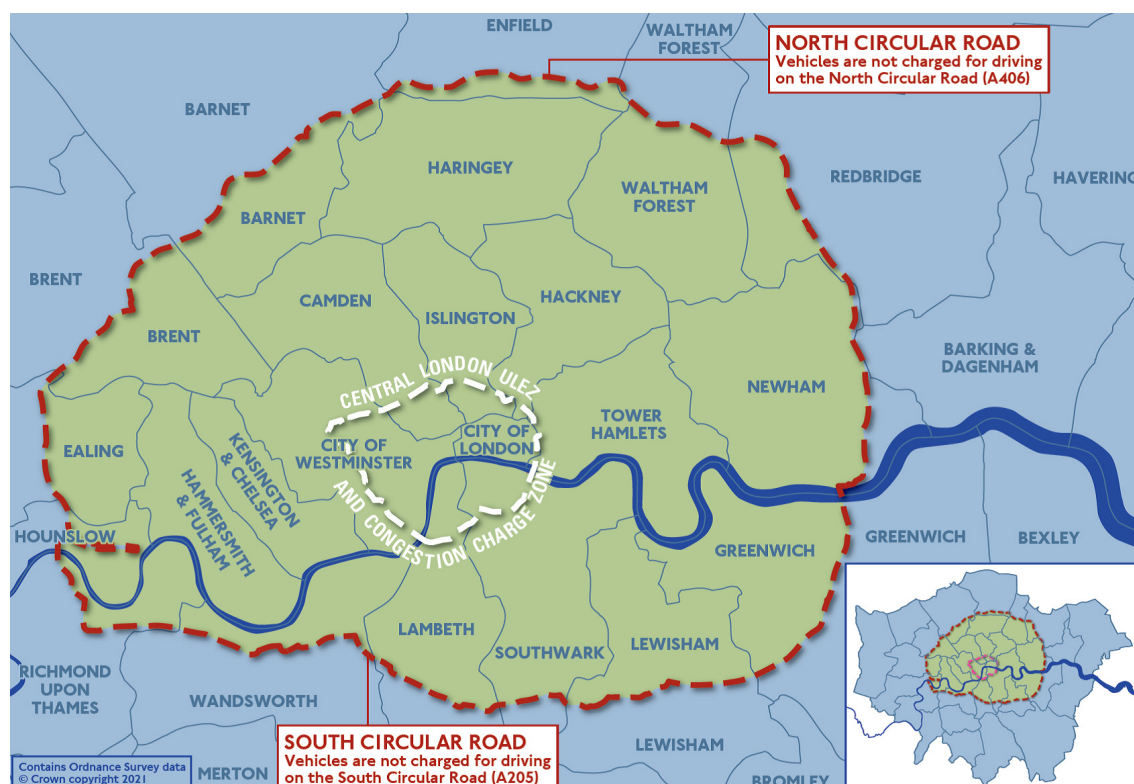 ENFIELD
WALTHAM
FOREST
NORTH CIRCULAR ROAD
Vehicles are not charged for driving
on the North Circular Road (A406)
BARNET
HARINGEY
WALTHAM
FOREST
REDBRIDGE
HAVERING
BARNET
BRENT
CAMDEN
HACKNEY
ISLINGTON
BRENT
BARKING &
DAGENHAM
CENTRAL LONDON ULEZ
AND CONGESTION CHARGE ZONE
NEWHAM
TOWER
HAMLETS
EALING
KENSINGTON
& CHELSEA
CITY OF
WESTMINSTER
CITY OF
LONDON
HAMMERSMITH
& FULHAM
HOUNSLOW
GREENWICH
GREENWICH
BEXLEY
LAMBETH
SOUTHWARK
LEWISHAM
RICHMOND
UPON
THAMES
WANDSWORTH
SOUTH CIRCULAR ROAD
Vehicles are not charged for driving
on the South Circular Road (A205)
LEWISHAM
MERTON
BROMLEY
Contains Ordnance Survey data
© Crown copyright 2021